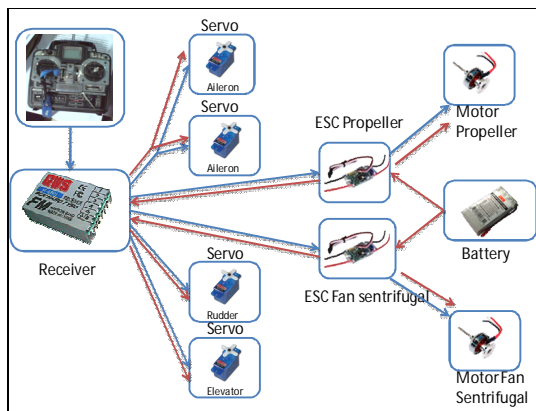 Servo
Aileron
Servo
Aileron
ESC Propeller
Motor
Propeller
Receiver
Battery
Servo
Rudder
ESC Fan sentrifugal
Servo
Elevator
Motor Fan
Sentrifugal